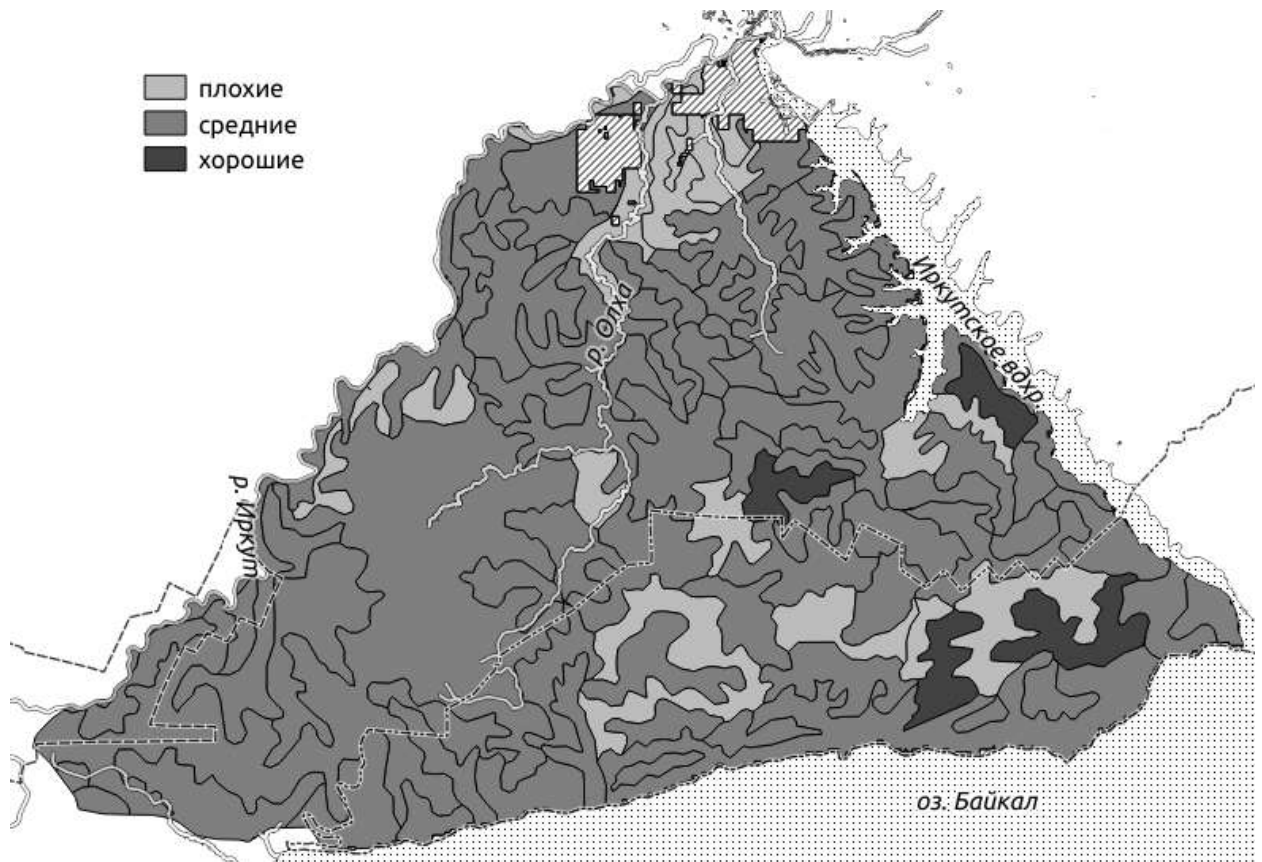 плохие
средние
хорошие
р. Олха
Иркутское вдхр.
р. Иркут
оз. Байкал